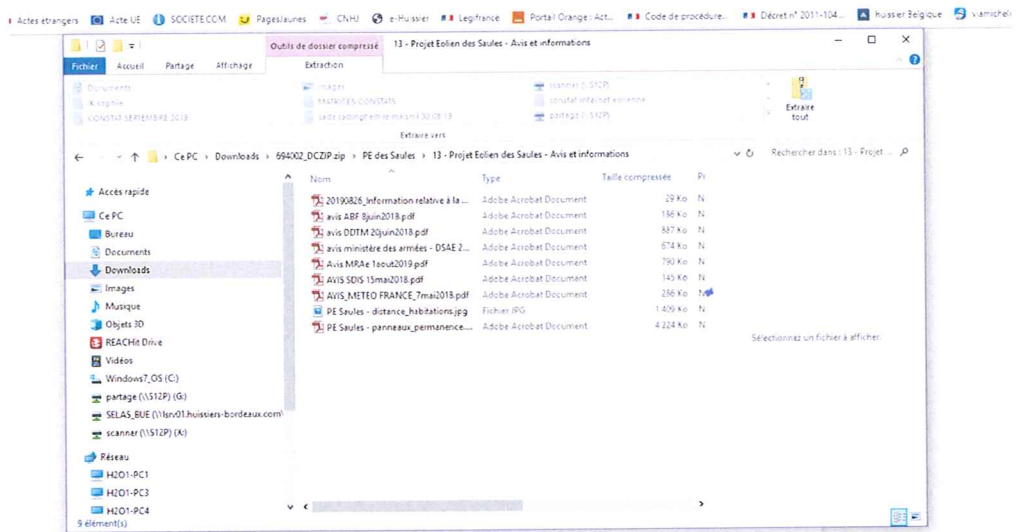 Actes etrangers Acte UE SOCIETE.COM PagesJaunes CNHJ e-Huissier Legifrance Portail Orange : Act... Code de procédure... Décret n° 2011-104... huissier Belgique viamicheli
Outils de dossier compressé 13 - Projet Eolien des Saules - Avis et informations
Fichier Accueil Partage Affichage Extraction
Documents Images scanner (\\S12P)
X sophie MATRITES CONSTATS constat internet eolienne
CONSTAT SEPTEMBRE 2019 partage (\\S12P)
Extraire tout
Extraire vers
Ce PC > Downloads > 694002_DCZIP.zip > PE des Saules > 13 - Projet Eolien des Saules - Avis et informations
Rechercher dans : 13 - Projet ...
Nom Type Taille compressée Pr
20190826_Information relative à la ... Adobe Acrobat Document 29 Ko N
avis ABF 8juin2018.pdf Adobe Acrobat Document 186 Ko N
avis DDTM 20juin2018.pdf Adobe Acrobat Document 887 Ko N
avis ministère des armées - DSAE 2... Adobe Acrobat Document 674 Ko N
Avis MRAe 1aout2019.pdf Adobe Acrobat Document 790 Ko N
AVIS SDIS 15mai2018.pdf Adobe Acrobat Document 145 Ko N
AVIS_METEO FRANCE_7mai2018.pdf Adobe Acrobat Document 286 Ko N
PE Saules - distance_habitations.jpg Fichier JPG 1 409 Ko N
PE Saules - panneaux_permanence.... Adobe Acrobat Document 4 224 Ko N
Sélectionnez un fichier à afficher.
Accès rapide
Ce PC
Bureau
Documents
Downloads
Images
Musique
Objets 3D
REACHit Drive
Vidéos
Windows7_OS (C:)
partage (\\S12P) (G:)
SELAS_BUE (\\lsrv01.huissiers-bordeaux.com\
scanner (\\S12P) (X:)
Réseau
H2O1-PC1
H2O1-PC3
H2O1-PC4
9 élément(s)